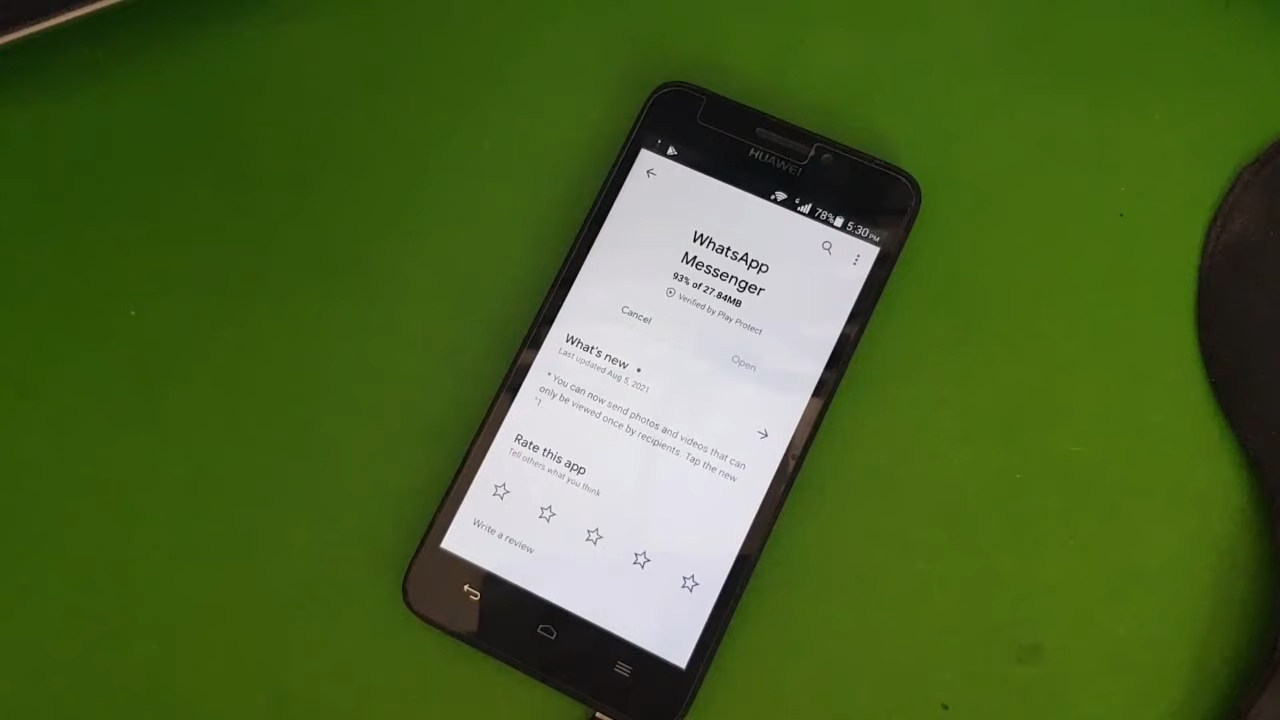 HUAWEI
78% 5:30 PM
WhatsApp
Messenger
93% of 27.84MB
Verified by Play Protect
Cancel
Open
What's new
Last updated Aug 5, 2021
* You can now send photos and videos that can
only be viewed once by recipients. Tap the new
"1
Rate this app
Tell others what you think
Write a review